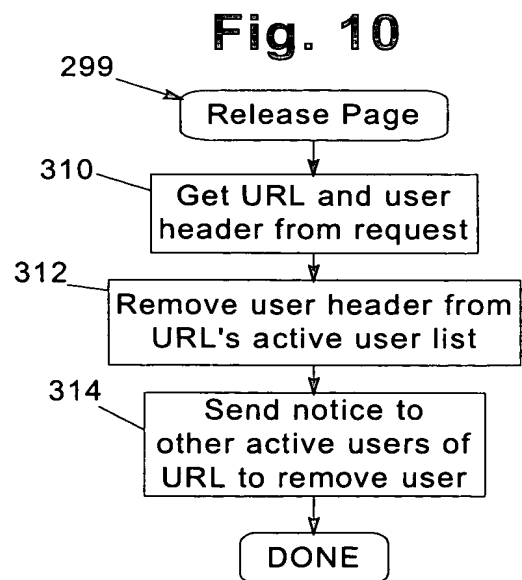 Fig. 10
299
Release Page
310
Get URL and user
header from request
312
Remove user header from
URL's active user list
314
Send notice to
other active users of
URL to remove user
DONE